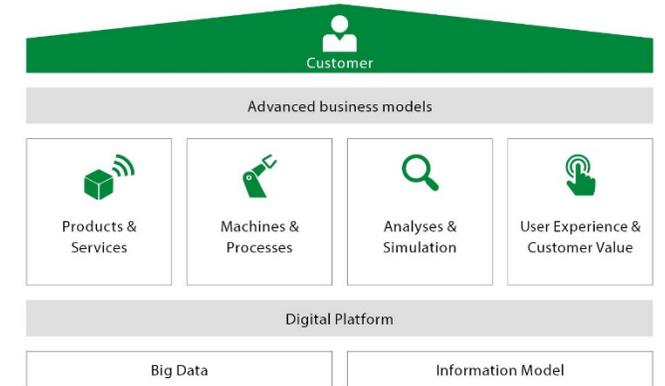 Customer
Advanced business models
Products &
Services
Machines &
Processes
Analyses &
Simulation
User Experience &
Customer Value
Digital Platform
Big Data
Information Model